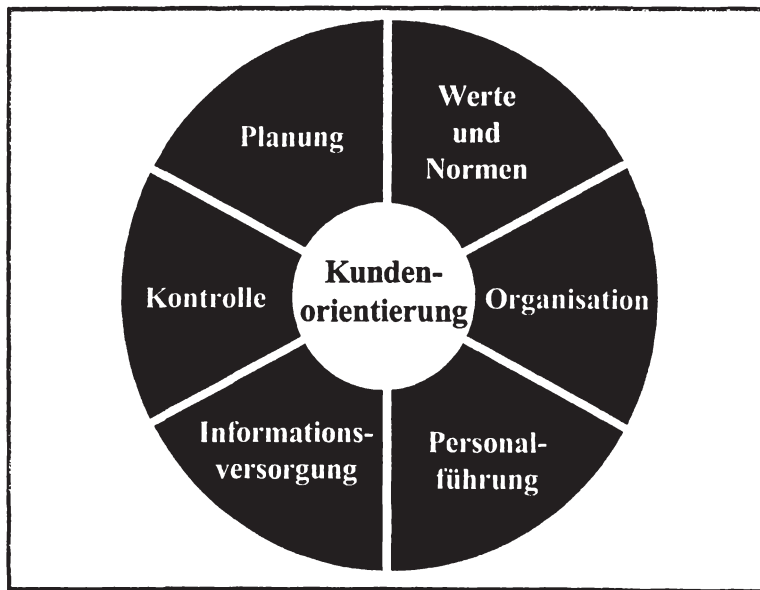 Planung
Werte
und
Normen
Kontrolle
Kunden-
orientierung
Organisation
Informations-
versorgung
Personal-
führung